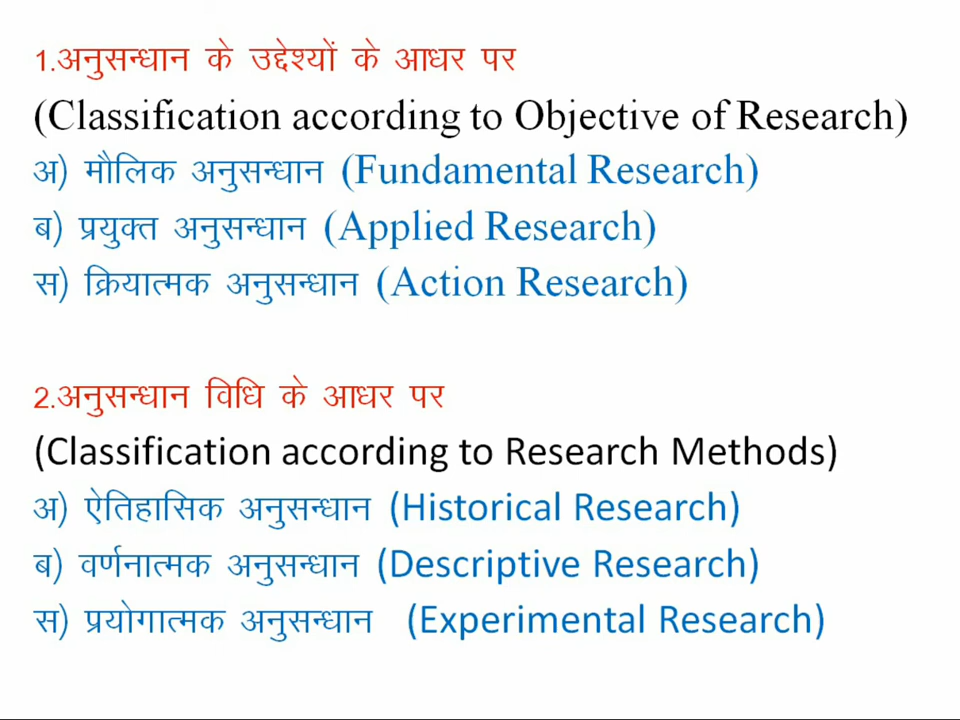 1.अनुसन्धान के उद्देश्यों के आधर पर
(Classification according to Objective of Research)
अ) मौलिक अनुसन्धान (Fundamental Research)
ब) प्रयुक्त अनुसन्धान (Applied Research)
स) क्रियात्मक अनुसन्धान (Action Research)
2.अनुसन्धान विधि के आधर पर
(Classification according to Research Methods)
अ) ऐतिहासिक अनुसन्धान (Historical Research)
ब) वर्णनात्मक अनुसन्धान (Descriptive Research)
स) प्रयोगात्मक अनुसन्धान (Experimental Research)